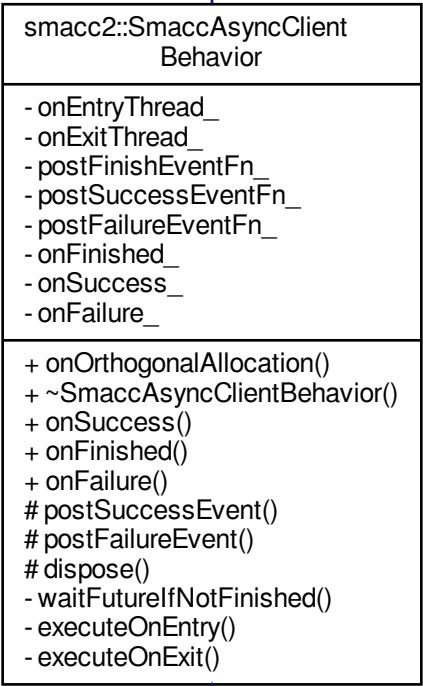 smacc2::SmaccAsyncClient
Behavior
- onEntryThread_
- onExitThread_
- postFinishEventFn_
- postSuccessEventFn_
- postFailureEventFn_
- onFinished_
- onSuccess_
- onFailure_
+ onOrthogonalAllocation()
+ ~SmaccAsyncClientBehavior()
+ onSuccess()
+ onFinished()
+ onFailure()
# postSuccessEvent()
# postFailureEvent()
# dispose()
- waitFutureIfNotFinished()
- executeOnEntry()
- executeOnExit()